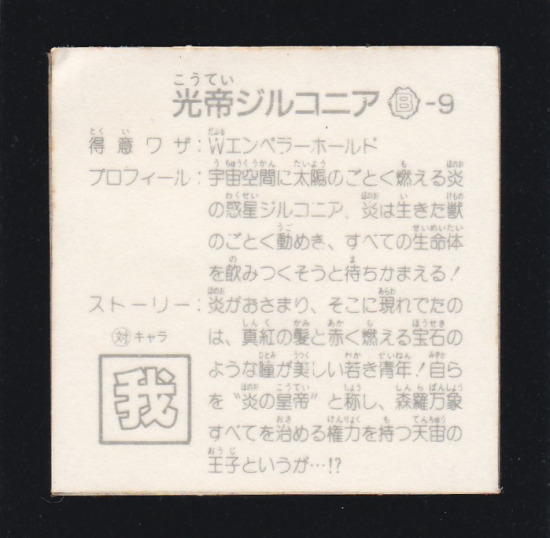 光帝ジルコニア Ⓑ-9
得意ワザ：Wエンペラーホールド
プロフィール：宇宙空間に太陽のごとく燃える炎
の惑星ジルコニア、炎は生きた獣
のごとく動めき、すべての生命体
を飲みつくそうと待ちかまえる！
ストーリー：炎がおさまり、そこに現れてたの
対キャラ
は、真紅の髪と赤く燃える宝石の
ような瞳が美しい若き青年！自ら
を“炎の皇帝”と称し、森羅万象
すべてを治める権力を持つ天宙の
王子というが…!?
我